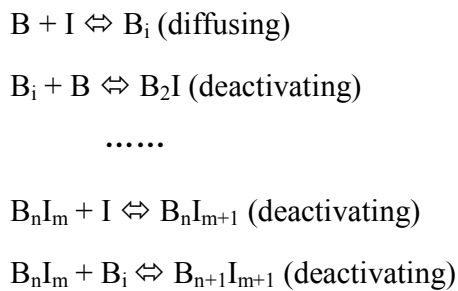 B + I ⇔ Bᵢ (diffusing)
Bᵢ + B ⇔ B₂I (deactivating)
……
BₙIₘ + I ⇔ BₙIₘ₊₁ (deactivating)
BₙIₘ + Bᵢ ⇔ Bₙ₊₁Iₘ₊₁ (deactivating)